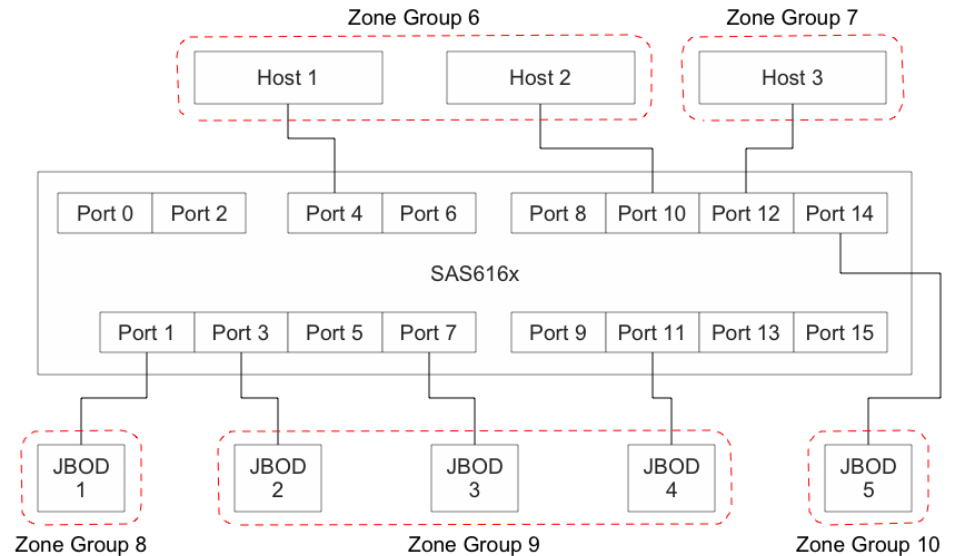 Zone Group 6
Zone Group 7
Host 1
Host 2
Host 3
Port 0
Port 2
Port 4
Port 6
Port 8
Port 10
Port 12
Port 14
SAS616x
Port 1
Port 3
Port 5
Port 7
Port 9
Port 11
Port 13
Port 15
JBOD
1
JBOD
2
JBOD
3
JBOD
4
JBOD
5
Zone Group 8
Zone Group 9
Zone Group 10